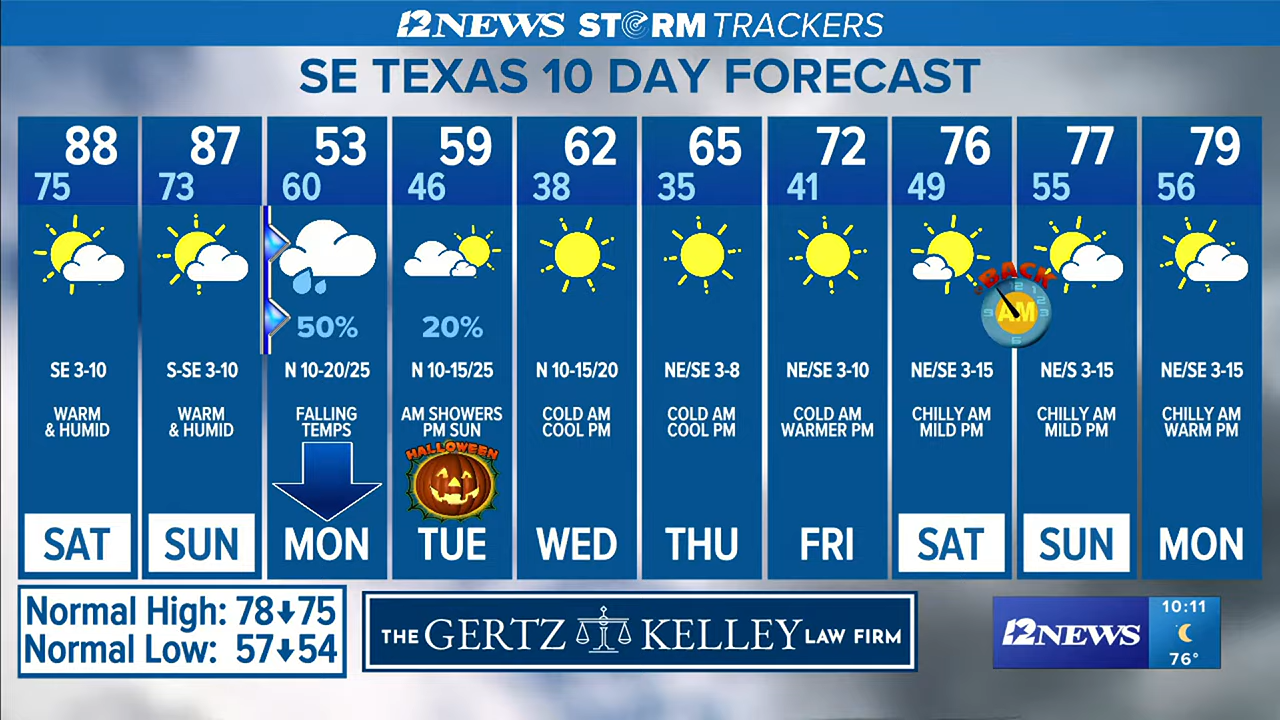 12NEWS STORM TRACKERS
SE TEXAS 10 DAY FORECAST
88 87 53 59 62 65 72 76 77 79
75 73 60 46 38 35 41 49 55 56
BACK
AM
50% 20%
SE 3-10 S-SE 3-10 N 10-20/25 N 10-15/25 N 10-15/20 NE/SE 3-8 NE/SE 3-10 NE/SE 3-15 NE/S 3-15 NE/SE 3-15
WARM WARM FALLING AM SHOWERS COLD AM COLD AM COLD AM CHILLY AM CHILLY AM CHILLY AM
& HUMID & HUMID TEMPS PM SUN COOL PM COOL PM WARMER PM MILD PM MILD PM WARM PM
HALLOWEEN
SAT SUN MON TUE WED THU FRI SAT SUN MON
Normal High: 78↓75
Normal Low: 57↓54
THE GERTZ KELLEY LAW FIRM
12NEWS
10:11
76°